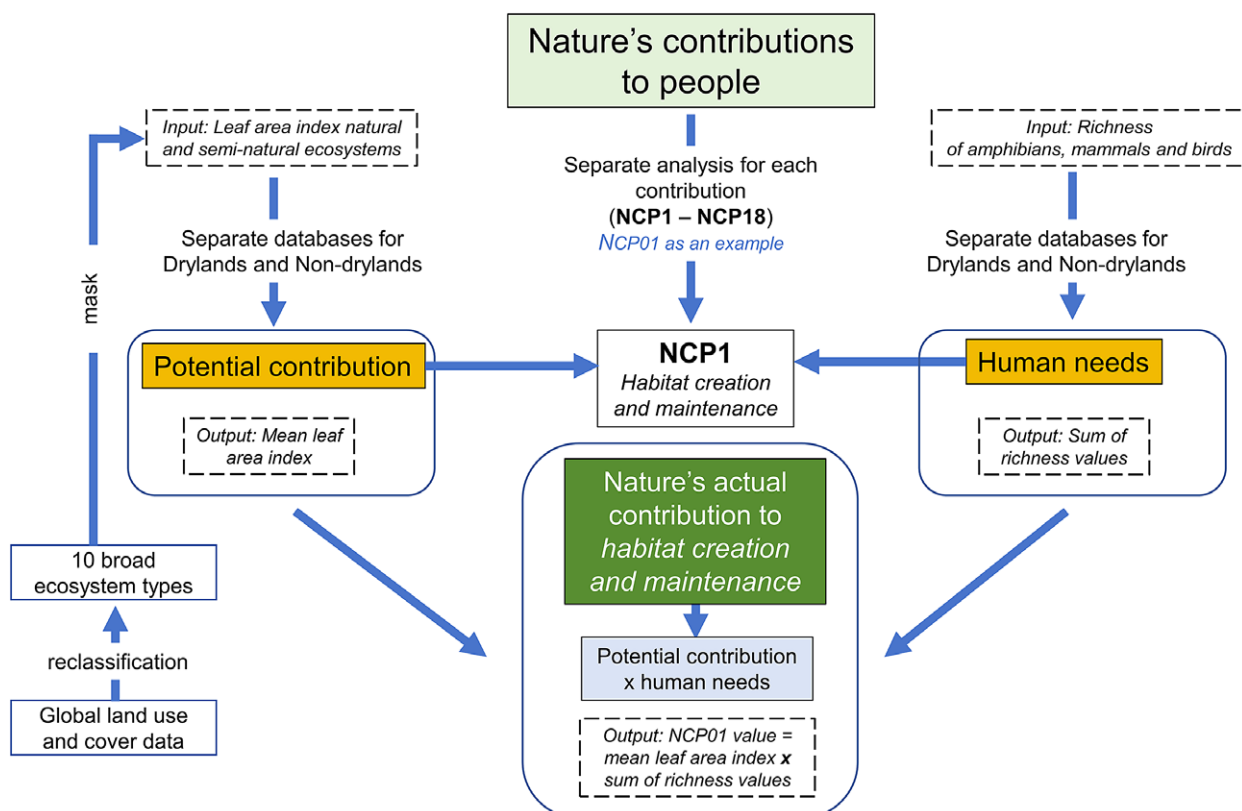 Nature's contributions
to people
Input: Leaf area index natural
and semi-natural ecosystems
Separate analysis for each
contribution
(NCP1 – NCP18)
NCP01 as an example
Input: Richness
of amphibians, mammals and birds
Separate databases for
Drylands and Non-drylands
Separate databases for
Drylands and Non-drylands
mask
Potential contribution
NCP1
Habitat creation
and maintenance
Human needs
Output: Mean leaf
area index
Output: Sum of
richness values
Nature's actual
contribution to
habitat creation
and maintenance
10 broad
ecosystem types
reclassification
Global land use
and cover data
Potential contribution
x human needs
Output: NCP01 value =
mean leaf area index x
sum of richness values